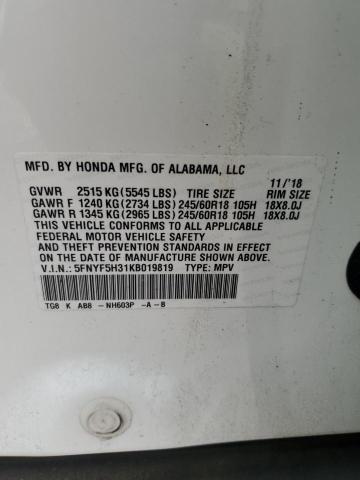 MFD. BY HONDA MFG. OF ALABAMA, LLC
11/'18
GVWR 2515 KG(5545 LBS) TIRE SIZE RIM SIZE
GAWR F 1240 KG(2734 LBS)245/60R18 105H 18X8.0J
GAWR R 1345 KG(2965 LBS)245/60R18 105H 18X8.0J
THIS VEHICLE CONFORMS TO ALL APPLICABLE
FEDERAL MOTOR VEHICLE SAFETY
AND THEFT PREVENTION STANDARDS IN EFFECT
ON THE DATE OF MANUFACTURE SHOWN ABOVE.
V.I.N.: 5FNYF5H31KB019819 TYPE: MPV
TG8 K AB8 - NH603P -A-B